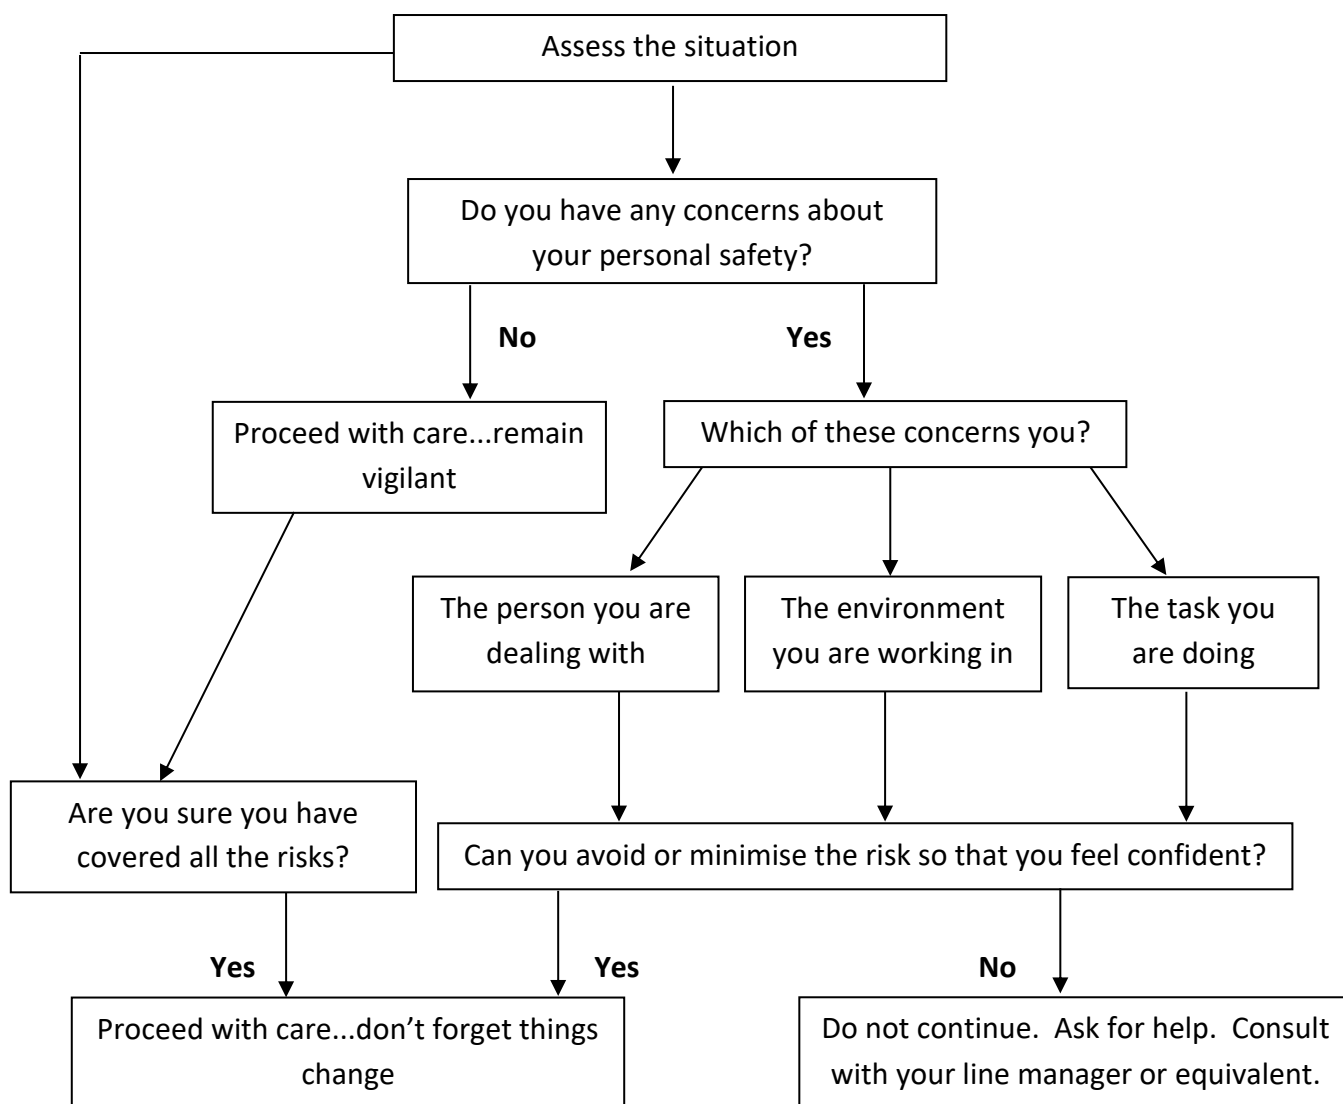 Assess the situation
Do you have any concerns about
your personal safety?
No
Yes
Proceed with care...remain
vigilant
Which of these concerns you?
The person you are
dealing with
The environment
you are working in
The task you
are doing
Are you sure you have
covered all the risks?
Can you avoid or minimise the risk so that you feel confident?
Yes
Yes
No
Proceed with care...don’t forget things
change
Do not continue.  Ask for help.  Consult
with your line manager or equivalent.